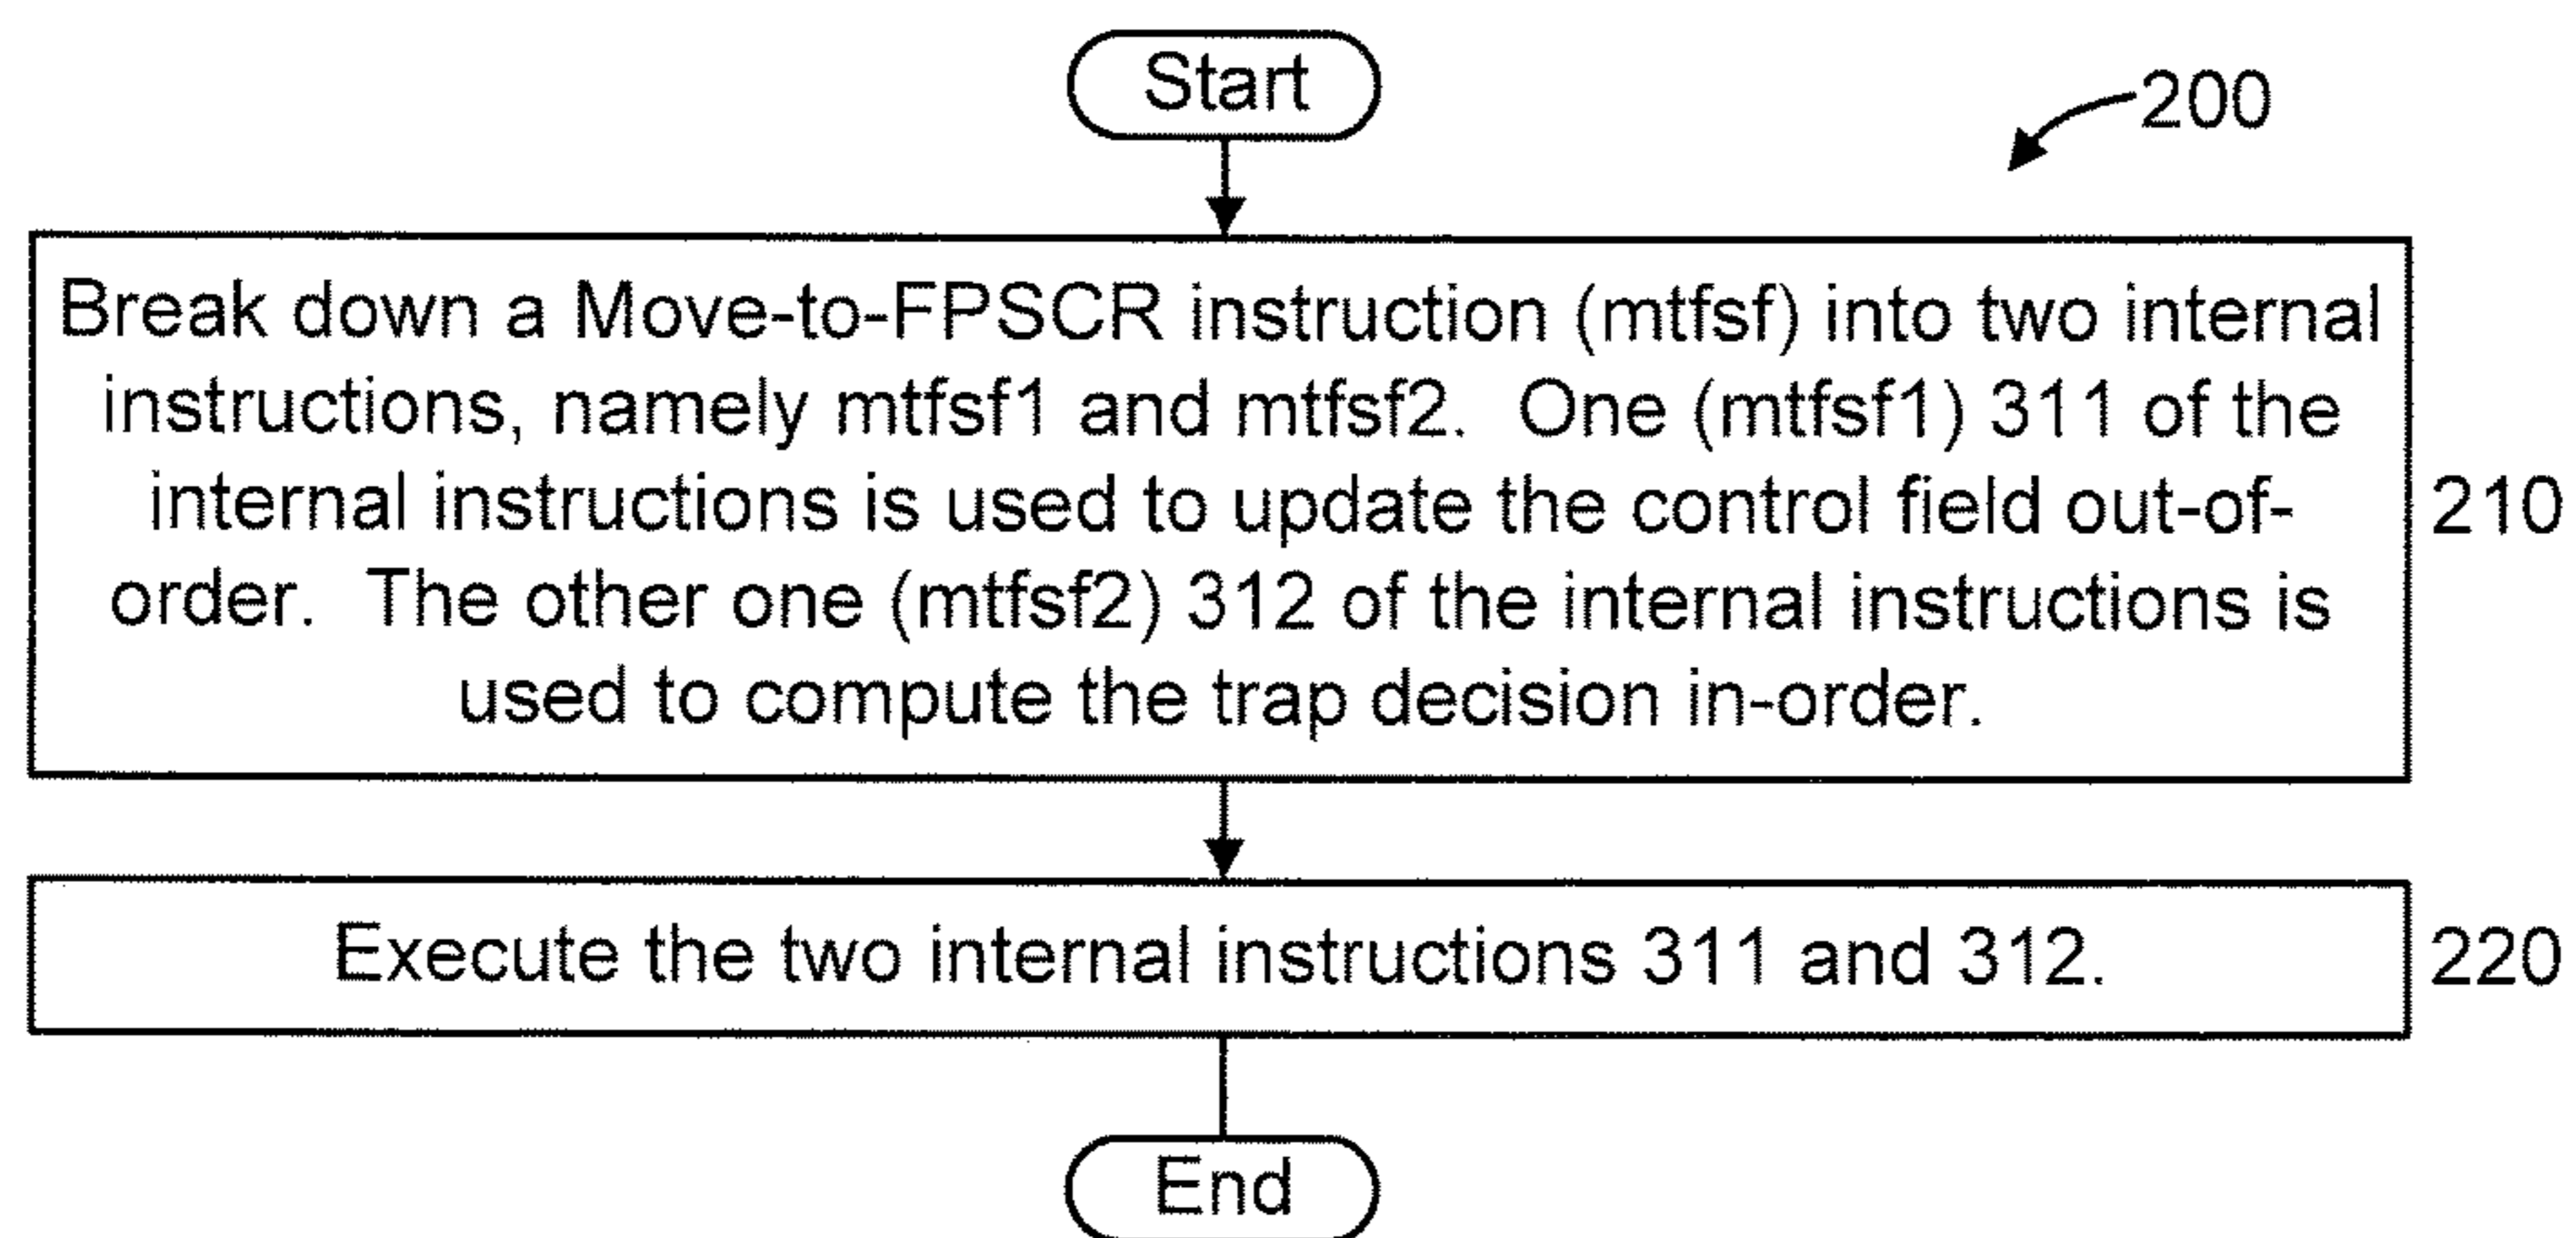 Start
200
Break down a Move-to-FPSCR instruction (mtfsf) into two internal
instructions, namely mtfsf1 and mtfsf2. One (mtfsf1) 311 of the
internal instructions is used to update the control field out-of-
order. The other one (mtfsf2) 312 of the internal instructions is
used to compute the trap decision in-order.
210
Execute the two internal instructions 311 and 312.
220
End